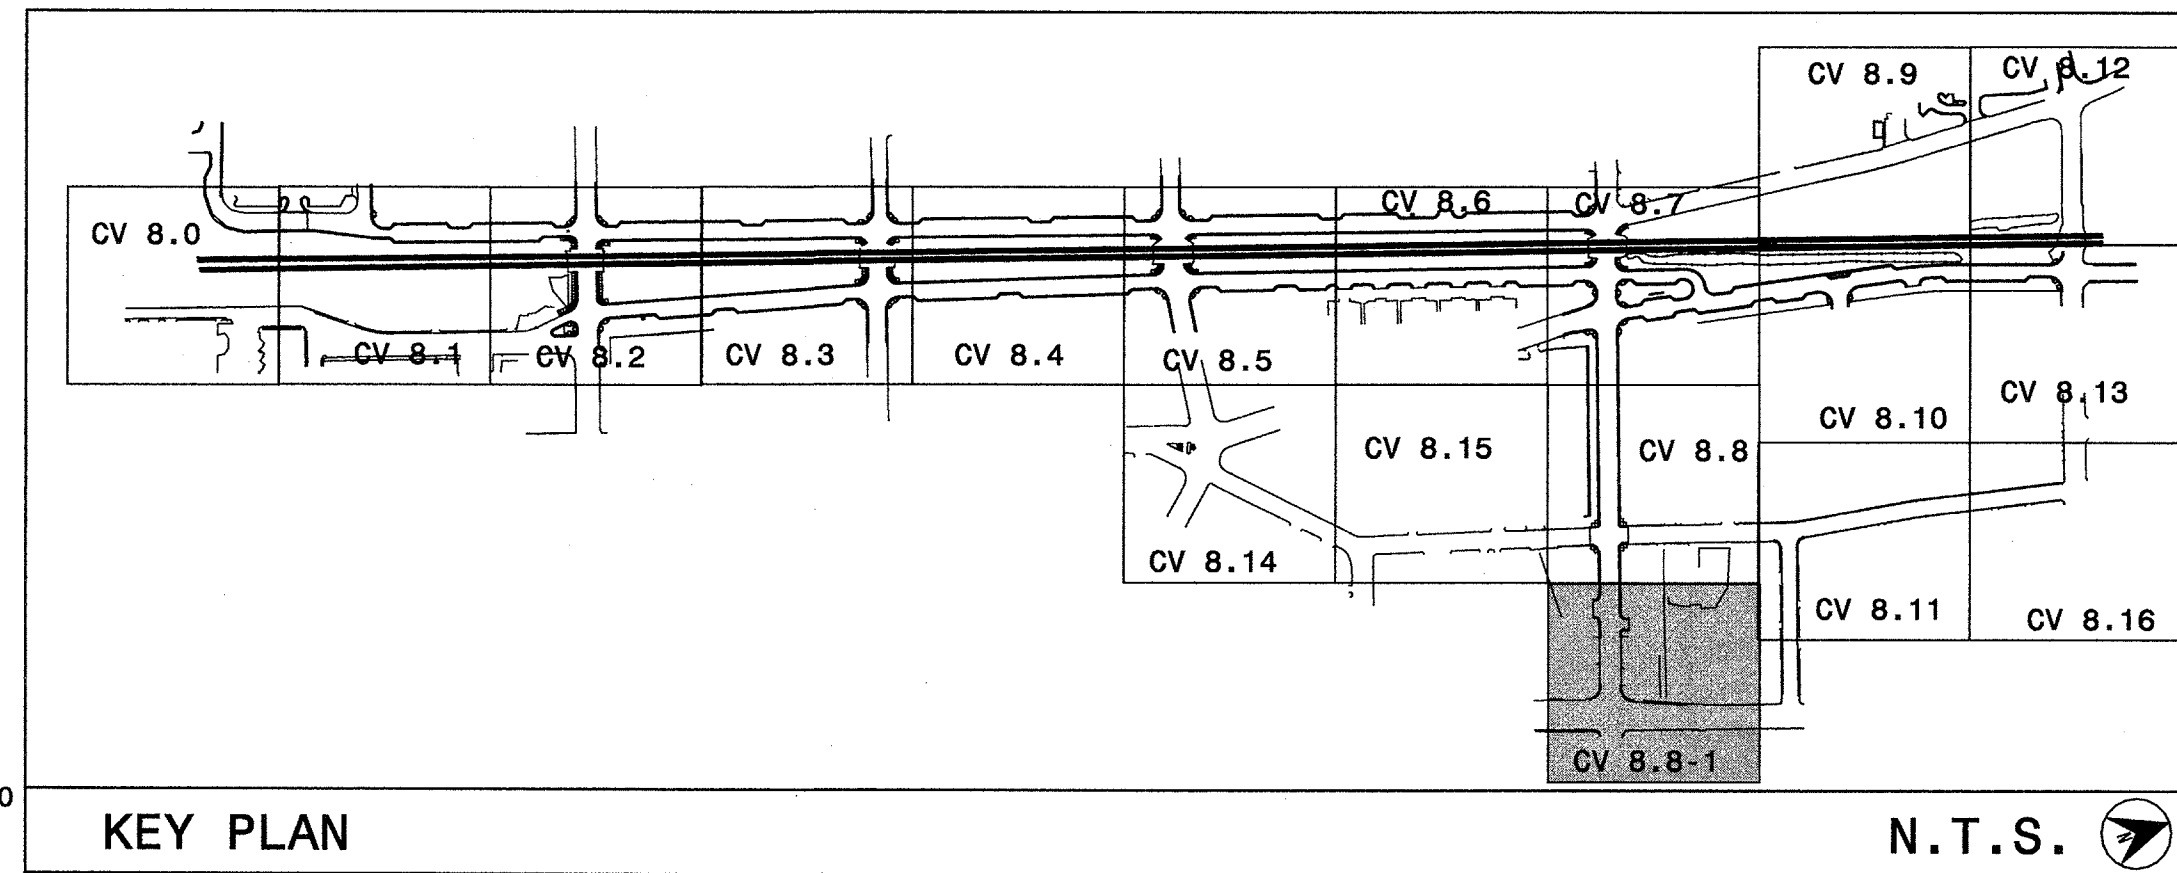 CV 8.9
CV 8.12
CV 8.6
CV 8.7
CV 8.0
CV 8.1
CV 8.2
CV 8.3
CV 8.4
CV 8.5
CV 8.13
CV 8.10
CV 8.15
CV 8.8
CV 8.14
CV 8.11
CV 8.16
CV 8.8-1
0
KEY PLAN
N.T.S.
N